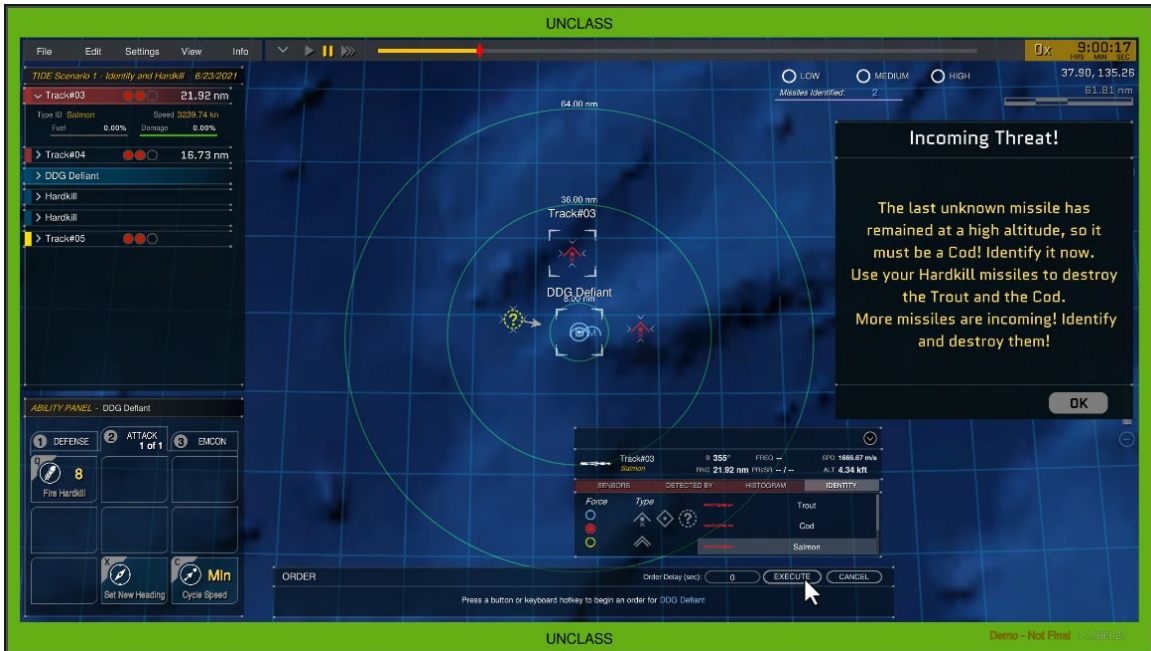 UNCLASS
File Edit Settings View Info
0x 9:00:17
HRS MIN SEC
TIDE Scenario 1 - Identify and Hardkill 6/23/2021
Track#03 21.92 nm
Type ID Salmon Speed 3239.74 kn
Fuel 0.00% Damage 0.00%
Track#04 16.73 nm
DDG Defiant
Hardkill
Hardkill
Track#05
LOW MEDIUM HIGH
Missiles Identified: 2
37.90, 135.26
61.81 nm
64.00 nm
36.00 nm
Track#03
DDG Defiant
8.00 nm
?
Incoming Threat!
The last unknown missile has
remained at a high altitude, so it
must be a Cod! Identify it now.
Use your Hardkill missiles to destroy
the Trout and the Cod.
More missiles are incoming! Identify
and destroy them!
OK
ABILITY PANEL - DDG Defiant
1 DEFENSE 2 ATTACK 1 of 1 3 EMCON
Q 8
Fire Hardkill
X C Min
Set New Heading Cycle Speed
Track#03 B 355° FREQ -- SPD 1666.67 m/s
Salmon RNG 21.92 nm PRI/SR -- / -- ALT 4.34 kft
SENSORS DETECTED BY HISTOGRAM IDENTITY
Force Type
Trout
Cod
Salmon
ORDER Order Delay (sec): 0 EXECUTE CANCEL
Press a button or keyboard hotkey to begin an order for DDG Defiant
UNCLASS
Demo - Not Final